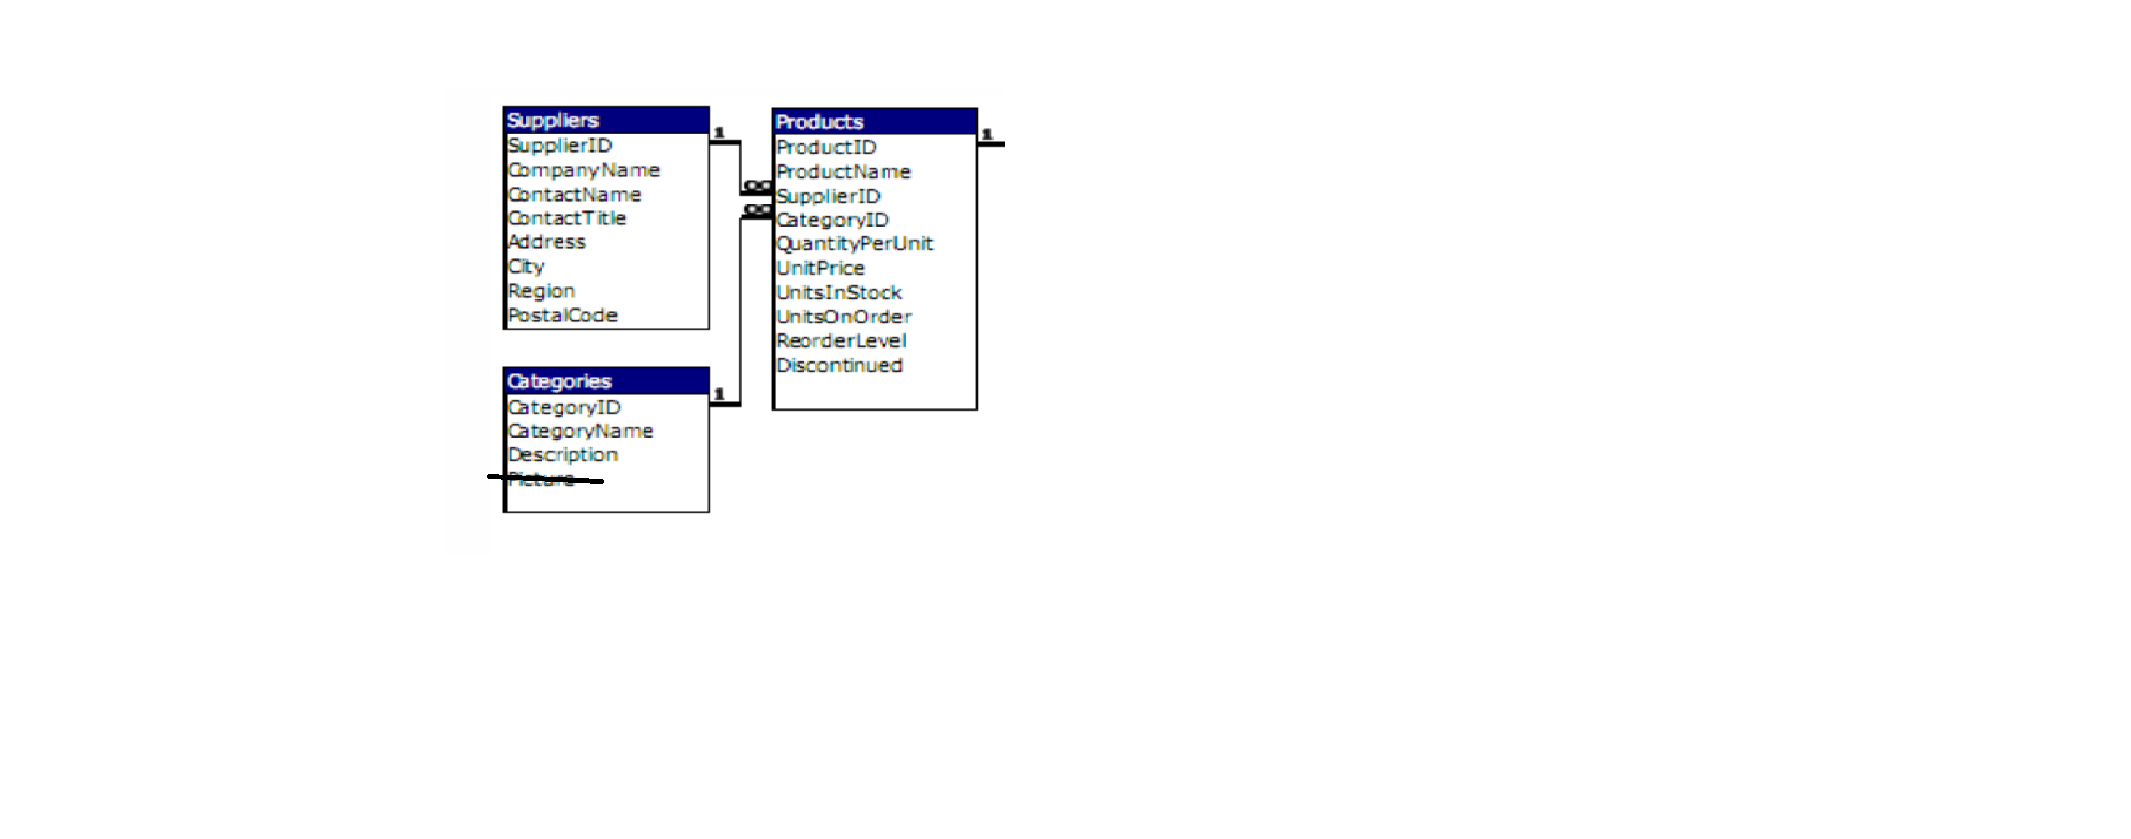 Suppliers
SupplierID
CompanyName
ContactName
ContactTitle
Address
City
Region
PostalCode
1
∞
∞
Products
ProductID
ProductName
SupplierID
CategoryID
QuantityPerUnit
UnitPrice
UnitsInStock
UnitsOnOrder
ReorderLevel
Discontinued
1
Categories
CategoryID
CategoryName
Description
Picture
1